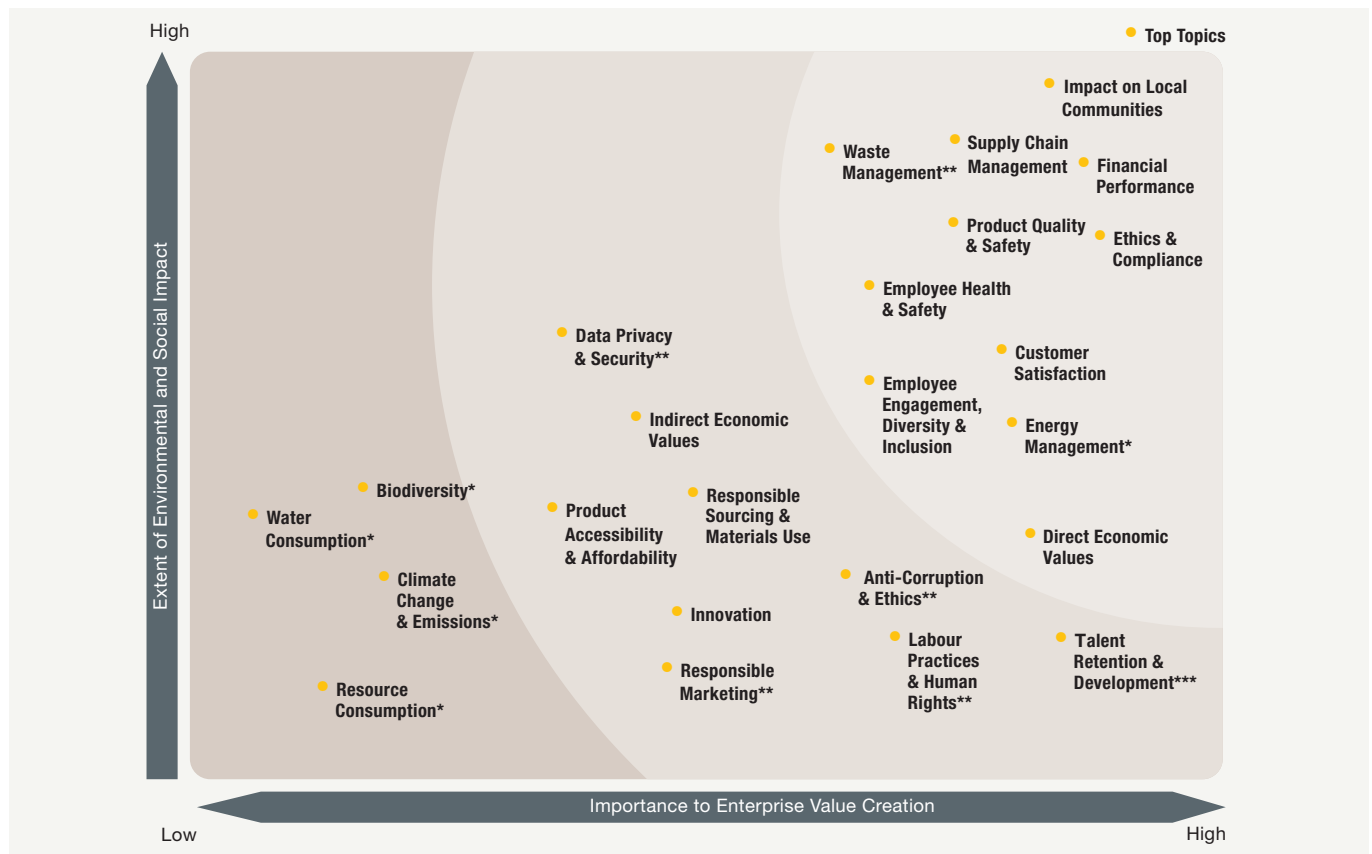 High
Top Topics
Impact on Local
Communities
Waste
Management**
Supply Chain
Management
Financial
Performance
Product Quality
& Safety
Ethics &
Compliance
Employee Health
& Safety
Data Privacy
& Security**
Customer
Satisfaction
Employee
Engagement,
Diversity &
Inclusion
Indirect Economic
Values
Energy
Management*
Biodiversity*
Water
Consumption*
Product
Accessibility
& Affordability
Responsible
Sourcing &
Materials Use
Direct Economic
Values
Climate
Change
& Emissions*
Anti-Corruption
& Ethics**
Innovation
Labour
Practices
& Human
Rights**
Talent
Retention &
Development***
Responsible
Marketing**
Resource
Consumption*
Extent of Environmental and Social Impact
Importance to Enterprise Value Creation
Low
High